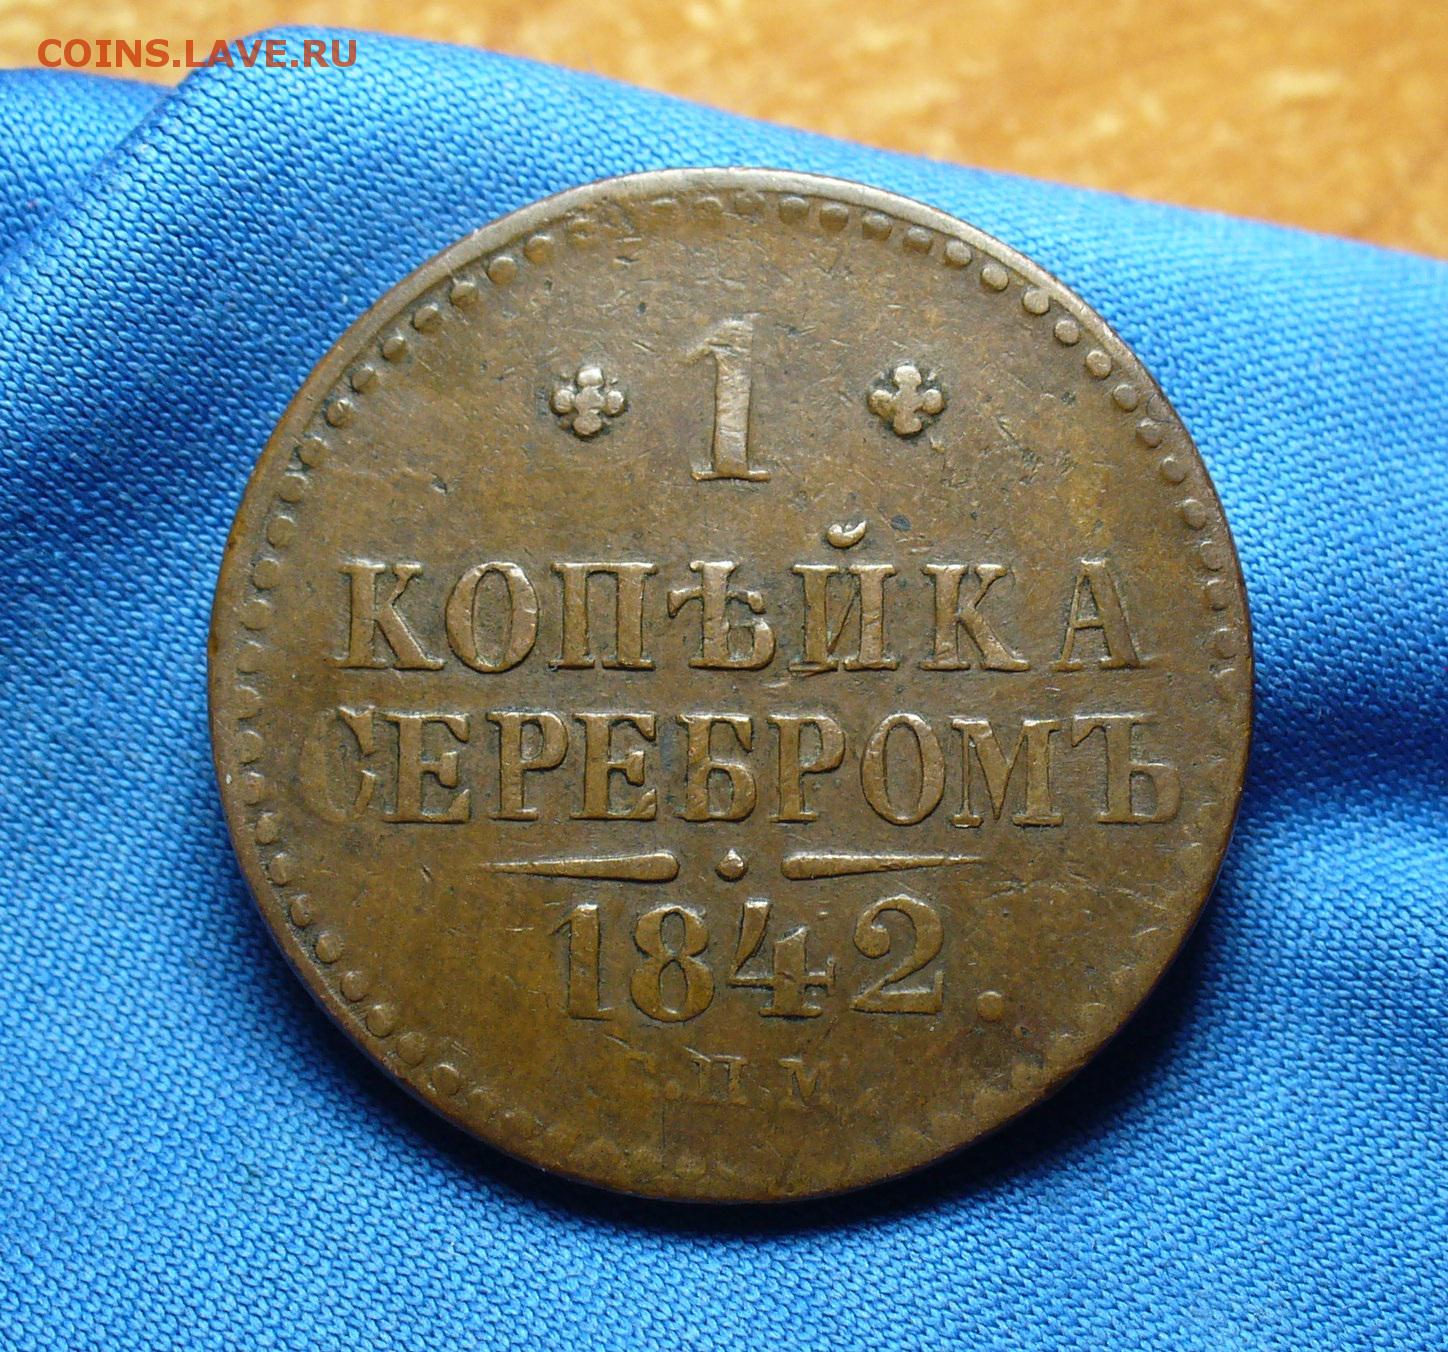 COINS.LAVE.RU
1
КОПѢЙКА
СЕРЕБРОМЪ
1842.
С.П.М